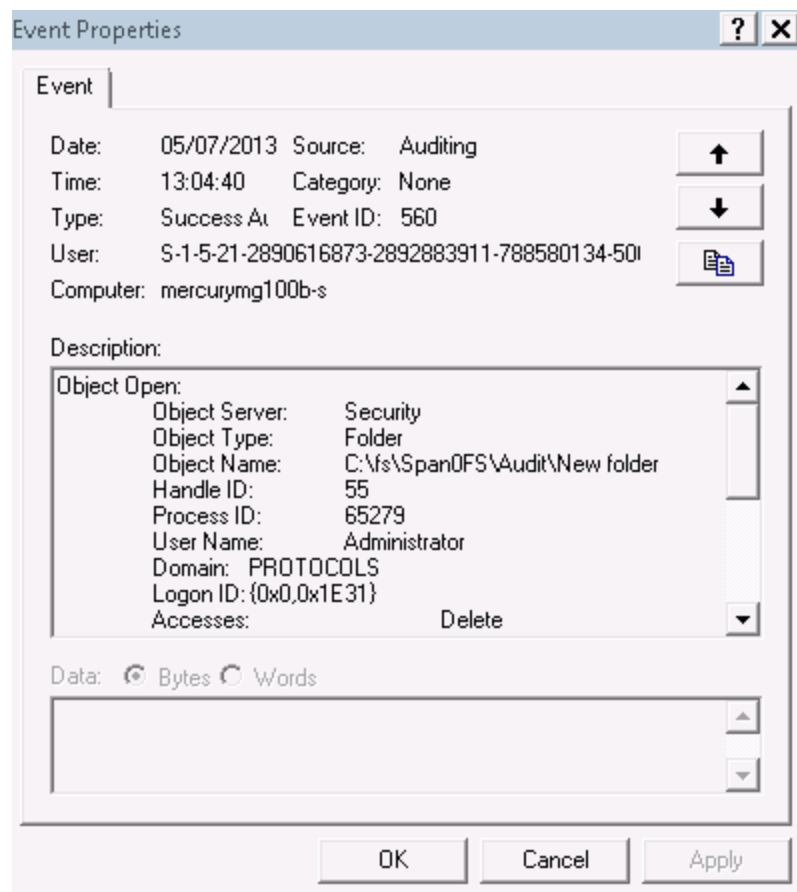 Event Properties
?
Event
Date: 05/07/2013 Source: Auditing
Time: 13:04:40 Category: None
Type: Success Au Event ID: 560
User: S-1-5-21-2890616873-2892883911-788580134-50
Computer: mercurymg100b-s
Description:
Object Open:
Object Server: Security
Object Type: Folder
Object Name: C:\fs\Span0FS\Audit\New folder
Handle ID: 55
Process ID: 65279
User Name: Administrator
Domain: PROTOCOLS
Logon ID: {0x0,0x1E31}
Accesses: Delete
Data: Bytes Words
OK Cancel Apply